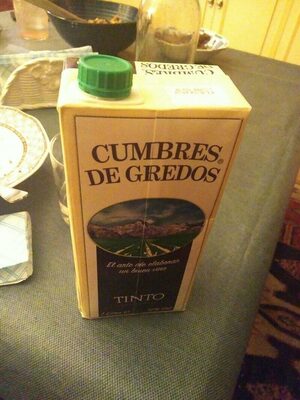 CUMBRES
DE GREDOS
CUMBRES®
DE GREDOS
El arte de elaborar
un buen vino
TINTO